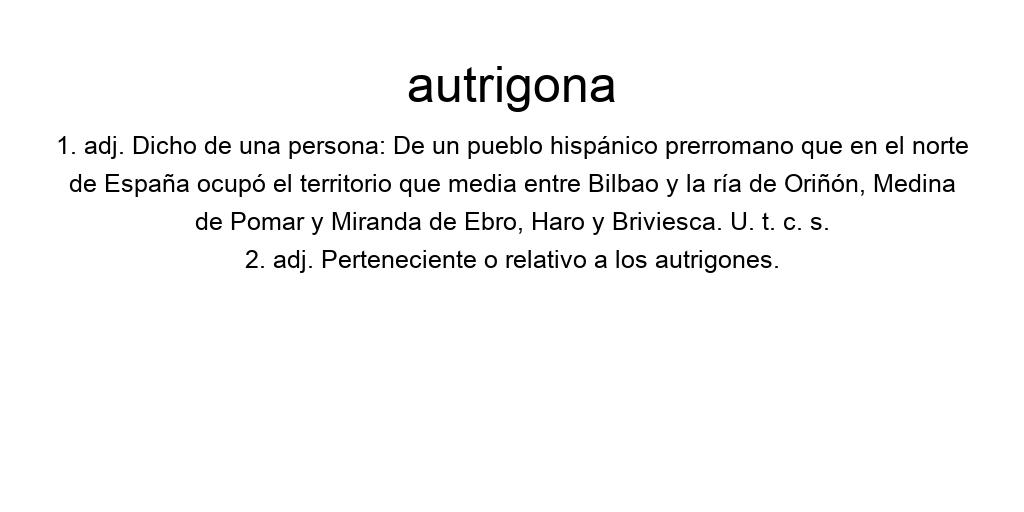 autrigona
1. adj. Dicho de una persona: De un pueblo hispánico prerromano que en el norte
de España ocupó el territorio que media entre Bilbao y la ría de Oriñón, Medina
de Pomar y Miranda de Ebro, Haro y Briviesca. U. t. c. s.
2. adj. Perteneciente o relativo a los autrigones.